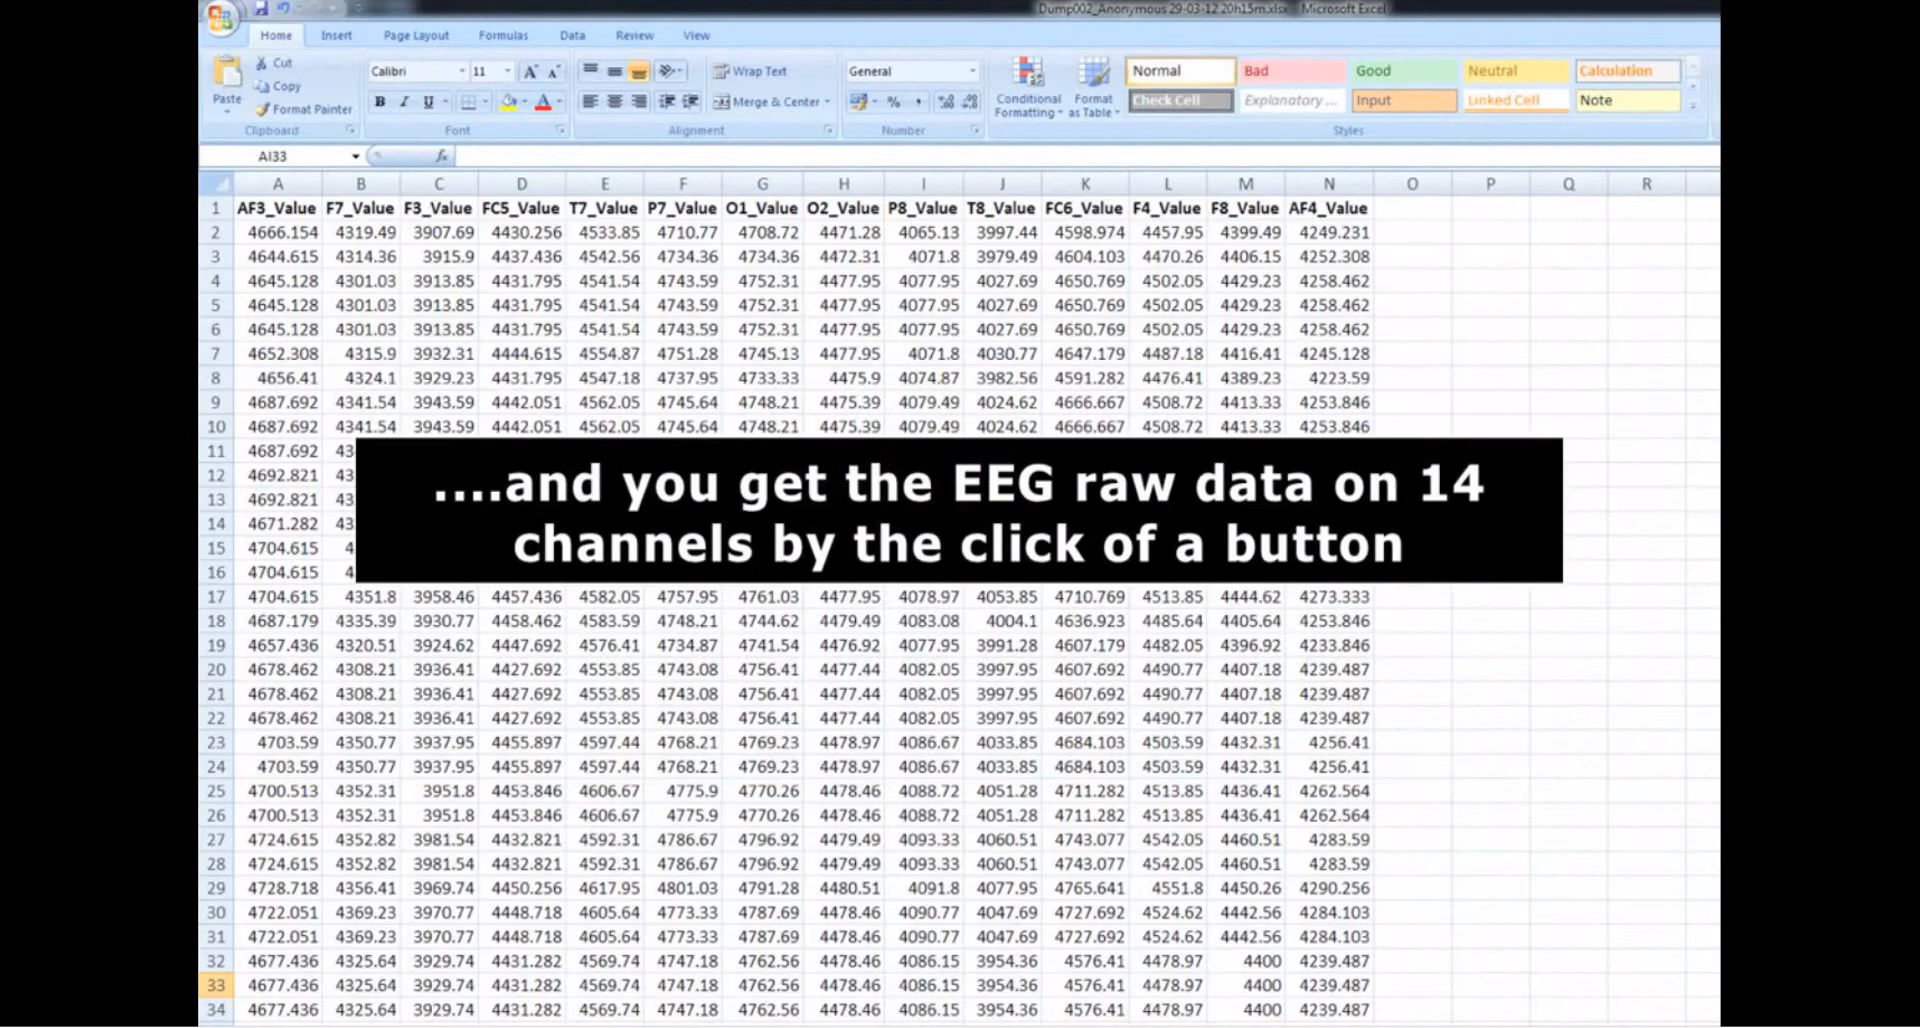 Dump002_Anonymous 29-03-12 20h15m.xlsx - Microsoft Excel
Home Insert Page Layout Formulas Data Review View
Paste
Cut
Copy
Format Painter
Clipboard
Calibri 11
B I U
Font
Wrap Text
Merge & Center
Alignment
General
%
Number
Conditional Formatting
Format as Table
Normal Bad Good Neutral Calculation
Check Cell Explanatory ... Input Linked Cell Note
Styles
AI33 fx
A B C D E F G H I J K L M N O P Q R
1 AF3_Value F7_Value F3_Value FC5_Value T7_Value P7_Value O1_Value O2_Value P8_Value T8_Value FC6_Value F4_Value F8_Value AF4_Value
2 4666.154 4319.49 3907.69 4430.256 4533.85 4710.77 4708.72 4471.28 4065.13 3997.44 4598.974 4457.95 4399.49 4249.231
3 4644.615 4314.36 3915.9 4437.436 4542.56 4734.36 4734.36 4472.31 4071.8 3979.49 4604.103 4470.26 4406.15 4252.308
4 4645.128 4301.03 3913.85 4431.795 4541.54 4743.59 4752.31 4477.95 4077.95 4027.69 4650.769 4502.05 4429.23 4258.462
5 4645.128 4301.03 3913.85 4431.795 4541.54 4743.59 4752.31 4477.95 4077.95 4027.69 4650.769 4502.05 4429.23 4258.462
6 4645.128 4301.03 3913.85 4431.795 4541.54 4743.59 4752.31 4477.95 4077.95 4027.69 4650.769 4502.05 4429.23 4258.462
7 4652.308 4315.9 3932.31 4444.615 4554.87 4751.28 4745.13 4477.95 4071.8 4030.77 4647.179 4487.18 4416.41 4245.128
8 4656.41 4324.1 3929.23 4431.795 4547.18 4737.95 4733.33 4475.9 4074.87 3982.56 4591.282 4476.41 4389.23 4223.59
9 4687.692 4341.54 3943.59 4442.051 4562.05 4745.64 4748.21 4475.39 4079.49 4024.62 4666.667 4508.72 4413.33 4253.846
10 4687.692 4341.54 3943.59 4442.051 4562.05 4745.64 4748.21 4475.39 4079.49 4024.62 4666.667 4508.72 4413.33 4253.846
11 4687.692 43
12 4692.821 43
13 4692.821 43
14 4671.282 43
15 4704.615 4
16 4704.615 4
....and you get the EEG raw data on 14
channels by the click of a button
17 4704.615 4351.8 3958.46 4457.436 4582.05 4757.95 4761.03 4477.95 4078.97 4053.85 4710.769 4513.85 4444.62 4273.333
18 4687.179 4335.39 3930.77 4458.462 4583.59 4748.21 4744.62 4479.49 4083.08 4004.1 4636.923 4485.64 4405.64 4253.846
19 4657.436 4320.51 3924.62 4447.692 4576.41 4734.87 4741.54 4476.92 4077.95 3991.28 4607.179 4482.05 4396.92 4233.846
20 4678.462 4308.21 3936.41 4427.692 4553.85 4743.08 4756.41 4477.44 4082.05 3997.95 4607.692 4490.77 4407.18 4239.487
21 4678.462 4308.21 3936.41 4427.692 4553.85 4743.08 4756.41 4477.44 4082.05 3997.95 4607.692 4490.77 4407.18 4239.487
22 4678.462 4308.21 3936.41 4427.692 4553.85 4743.08 4756.41 4477.44 4082.05 3997.95 4607.692 4490.77 4407.18 4239.487
23 4703.59 4350.77 3937.95 4455.897 4597.44 4768.21 4769.23 4478.97 4086.67 4033.85 4684.103 4503.59 4432.31 4256.41
24 4703.59 4350.77 3937.95 4455.897 4597.44 4768.21 4769.23 4478.97 4086.67 4033.85 4684.103 4503.59 4432.31 4256.41
25 4700.513 4352.31 3951.8 4453.846 4606.67 4775.9 4770.26 4478.46 4088.72 4051.28 4711.282 4513.85 4436.41 4262.564
26 4700.513 4352.31 3951.8 4453.846 4606.67 4775.9 4770.26 4478.46 4088.72 4051.28 4711.282 4513.85 4436.41 4262.564
27 4724.615 4352.82 3981.54 4432.821 4592.31 4786.67 4796.92 4479.49 4093.33 4060.51 4743.077 4542.05 4460.51 4283.59
28 4724.615 4352.82 3981.54 4432.821 4592.31 4786.67 4796.92 4479.49 4093.33 4060.51 4743.077 4542.05 4460.51 4283.59
29 4728.718 4356.41 3969.74 4450.256 4617.95 4801.03 4791.28 4480.51 4091.8 4077.95 4765.641 4551.8 4450.26 4290.256
30 4722.051 4369.23 3970.77 4448.718 4605.64 4773.33 4787.69 4478.46 4090.77 4047.69 4727.692 4524.62 4442.56 4284.103
31 4722.051 4369.23 3970.77 4448.718 4605.64 4773.33 4787.69 4478.46 4090.77 4047.69 4727.692 4524.62 4442.56 4284.103
32 4677.436 4325.64 3929.74 4431.282 4569.74 4747.18 4762.56 4478.46 4086.15 3954.36 4576.41 4478.97 4400 4239.487
33 4677.436 4325.64 3929.74 4431.282 4569.74 4747.18 4762.56 4478.46 4086.15 3954.36 4576.41 4478.97 4400 4239.487
34 4677.436 4325.64 3929.74 4431.282 4569.74 4747.18 4762.56 4478.46 4086.15 3954.36 4576.41 4478.97 4400 4239.487